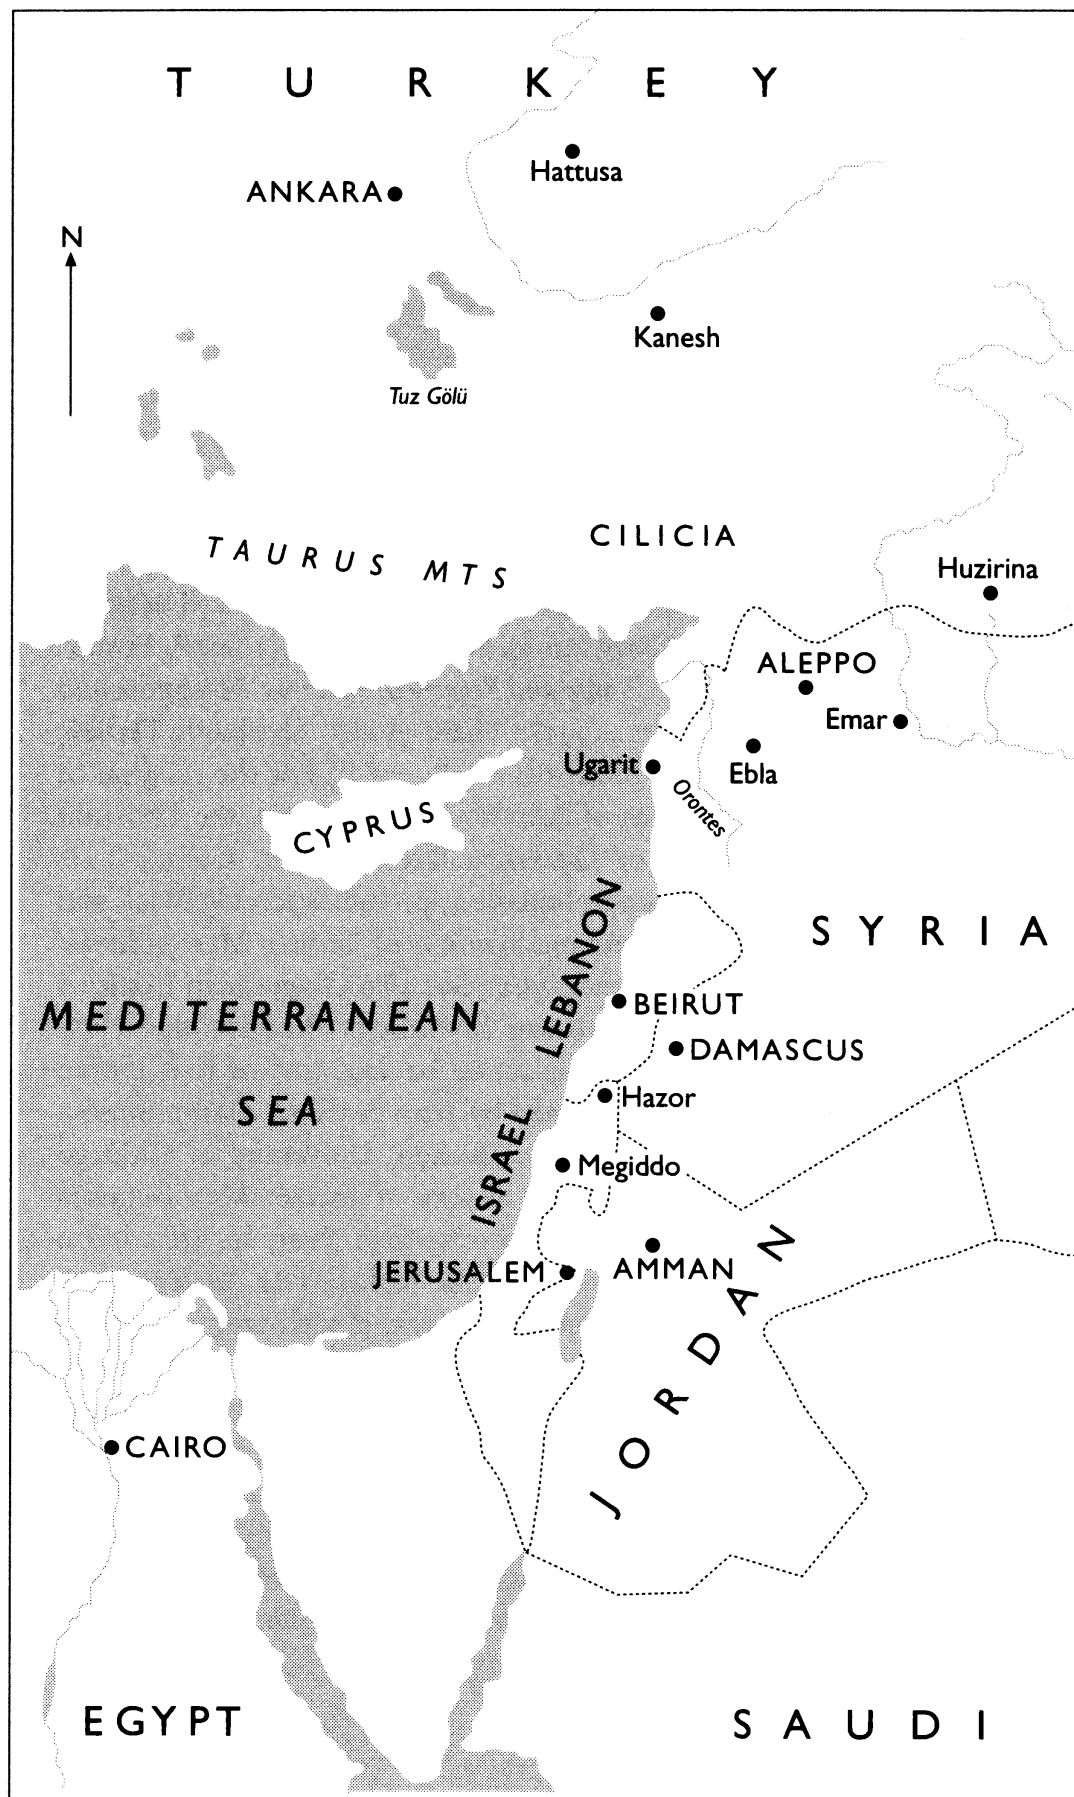 TURKEY
Hattusa
ANKARA
N
Kanesh
Tuz Gölü
CILICIA
TAURUS MTS
Huzirina
ALEPPO
Emar
Ugarit
Ebla
Orontes
CYPRUS
LEBANON
SYRIA
MEDITERRANEAN
SEA
BEIRUT
DAMASCUS
Hazor
ISRAEL
Megiddo
JERUSALEM
AMMAN
JORDAN
CAIRO
EGYPT
SAUDI